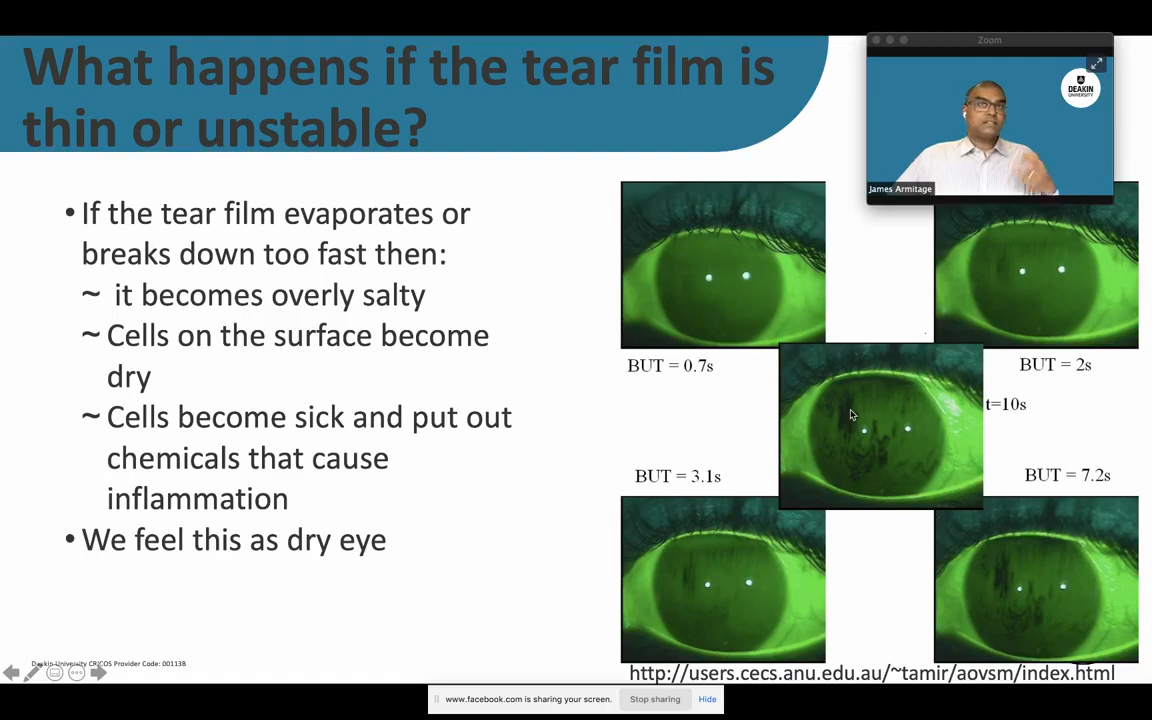 What happens if the tear film is
thin or unstable?
Zoom
DEAKIN
UNIVERSITY
James Armitage
• If the tear film evaporates or
breaks down too fast then:
~ it becomes overly salty
~ Cells on the surface become
dry
~ Cells become sick and put out
chemicals that cause
inflammation
• We feel this as dry eye
BUT = 0.7s
BUT = 2s
t=10s
BUT = 3.1s
BUT = 7.2s
Deakin University CRICOS Provider Code: 00113B
http://users.cecs.anu.edu.au/~tamir/aovsm/index.html
www.facebook.com is sharing your screen.
Stop sharing
Hide